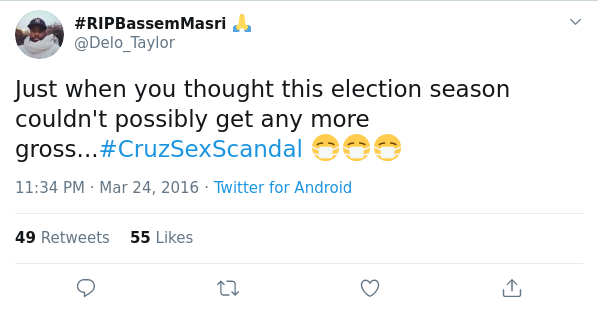 #RIPBassemMasri 🙏
@Delo_Taylor
Just when you thought this election season
couldn't possibly get any more
gross...#CruzSexScandal 😷😷😷
11:34 PM · Mar 24, 2016 · Twitter for Android
49 Retweets 55 Likes